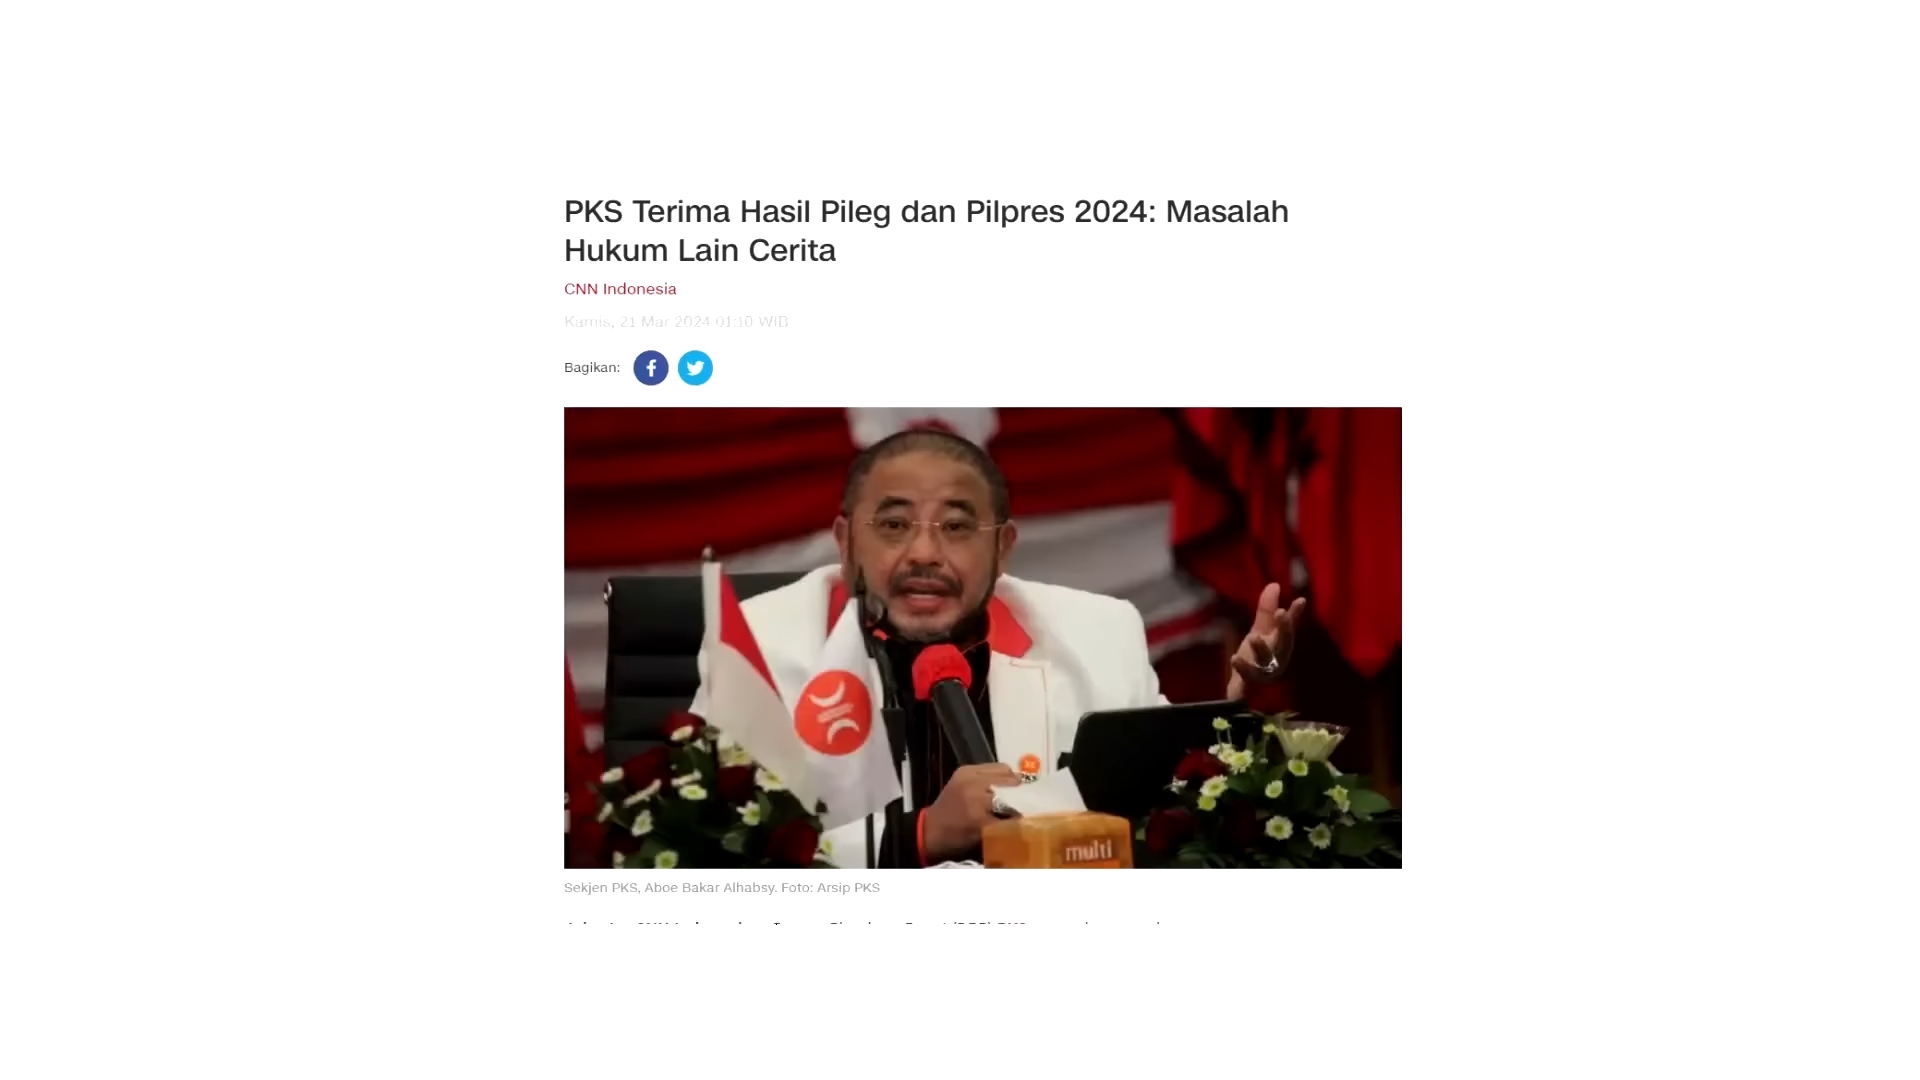 PKS Terima Hasil Pileg dan Pilpres 2024: Masalah
Hukum Lain Cerita
CNN Indonesia
Kamis, 21 Mar 2024 01:10 WIB
Bagikan:
multi
Sekjen PKS, Aboe Bakar Alhabsy. Foto: Arsip PKS